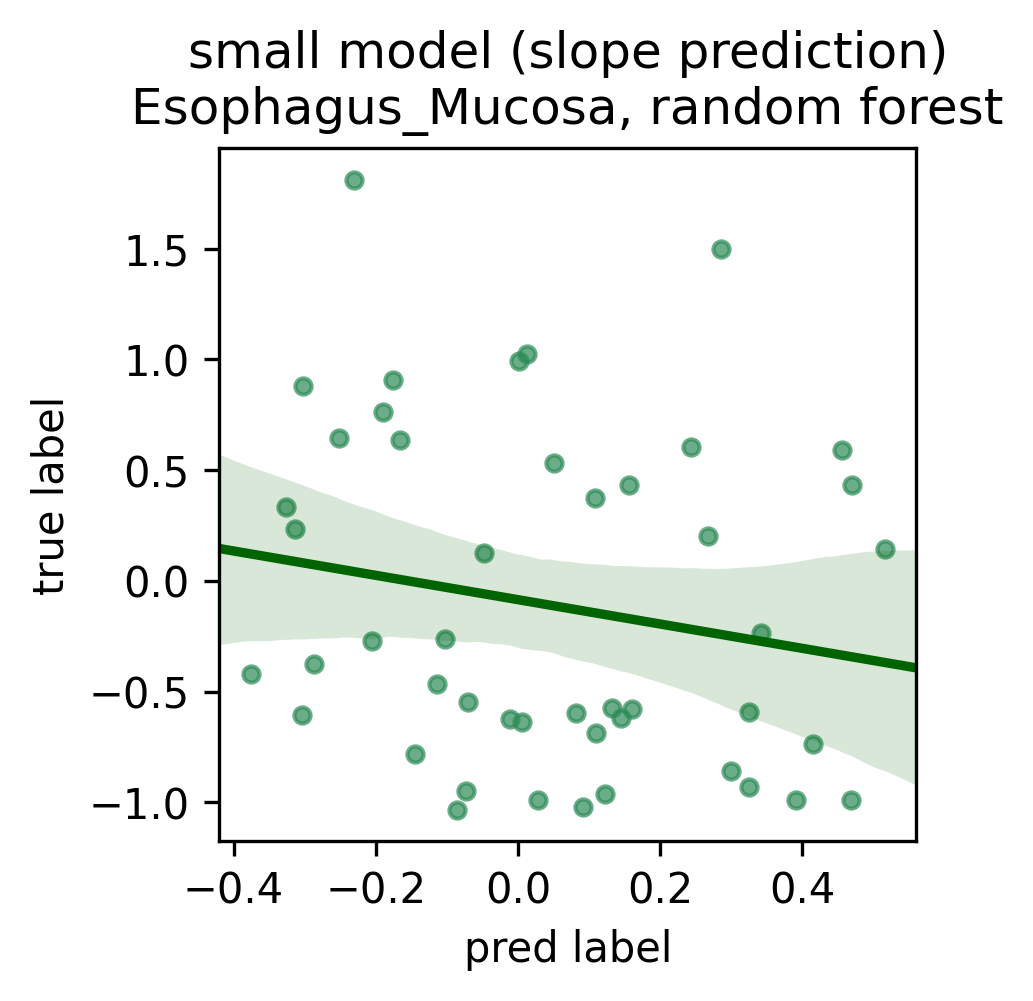 small model (slope prediction)
Esophagus_Mucosa, random forest
1.5
1.0
0.5
0.0
−0.5
−1.0
true label
−0.4
−0.2
0.0
0.2
0.4
pred label